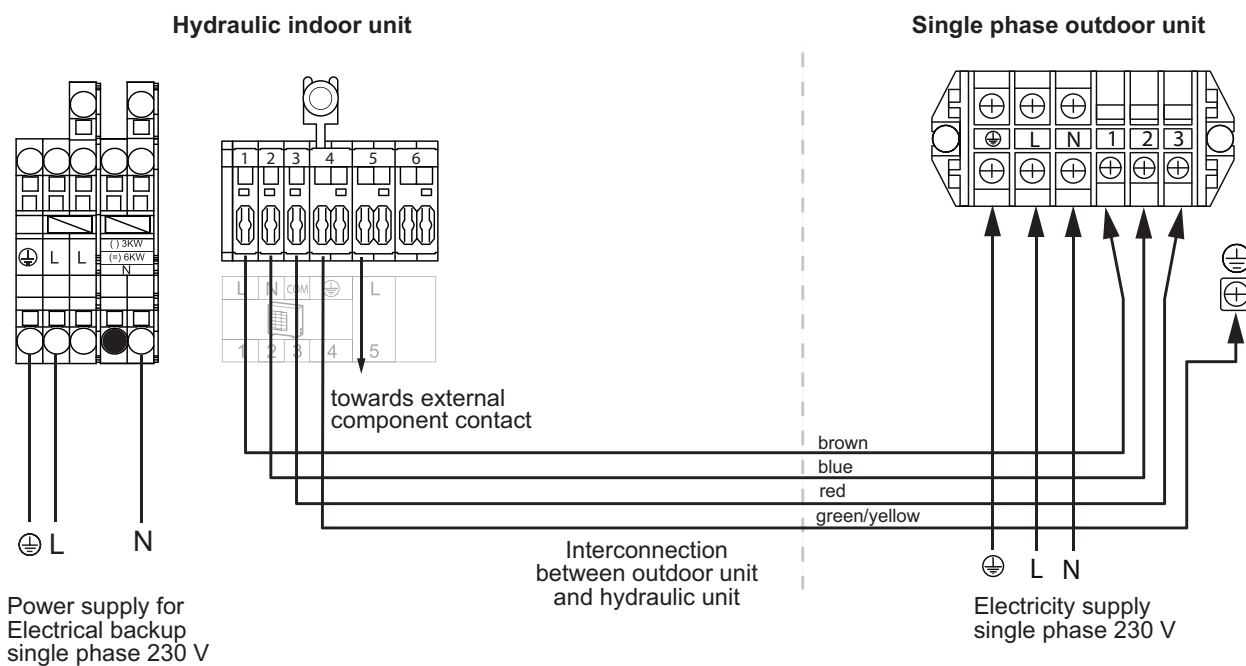 Hydraulic indoor unit
Single phase outdoor unit
1 2 3 4 5 6
L N 1 2 3
L L
( ) 3KW
(=) 6KW
N
L N COM L
1 2 3 4 5
towards external
component contact
brown
blue
red
green/yellow
L N
Interconnection
between outdoor unit
and hydraulic unit
L N
Power supply for
Electrical backup
single phase 230 V
Electricity supply
single phase 230 V